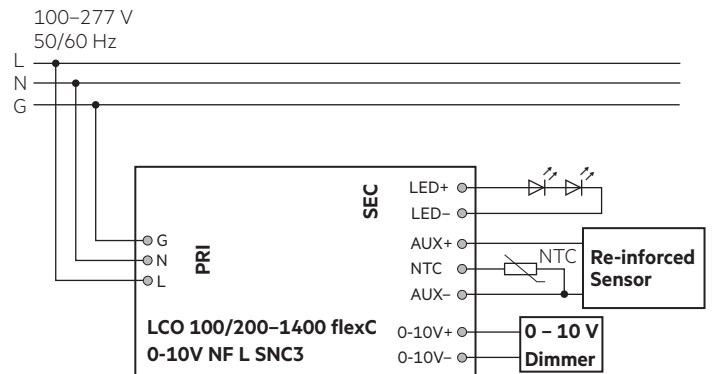 100–277 V
50/60 Hz
L
N
G
G
N
L
PRI
SEC
LED+
LED–
AUX+
NTC
AUX–
0-10V+
0-10V–
NTC
Re-inforced
Sensor
0 – 10 V
Dimmer
LCO 100/200–1400 flexC
0-10V NF L SNC3